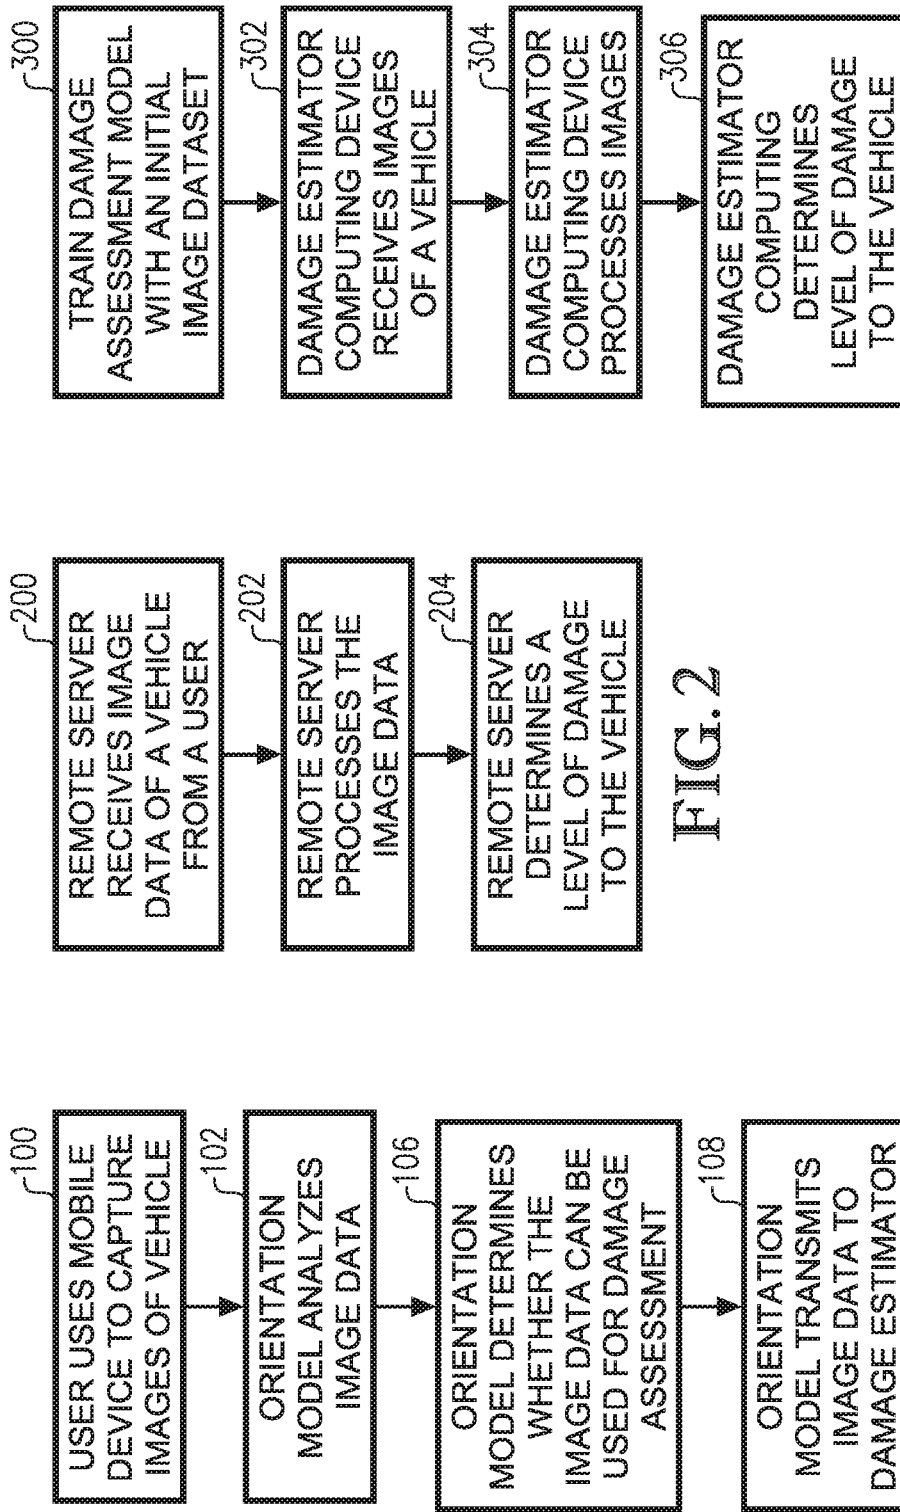 100
USER USES MOBILE
DEVICE TO CAPTURE
IMAGES OF VEHICLE
102
ORIENTATION
MODEL ANALYZES
IMAGE DATA
106
ORIENTATION
MODEL DETERMINES
WHETHER THE
IMAGE DATA CAN BE
USED FOR DAMAGE
ASSESSMENT
108
ORIENTATION
MODEL TRANSMITS
IMAGE DATA TO
DAMAGE ESTIMATOR
200
REMOTE SERVER
RECEIVES IMAGE
DATA OF A VEHICLE
FROM A USER
202
REMOTE SERVER
PROCESSES THE
IMAGE DATA
204
REMOTE SERVER
DETERMINES A
LEVEL OF DAMAGE
TO THE VEHICLE
FIG. 2
300
TRAIN DAMAGE
ASSESSMENT MODEL
WITH AN INITIAL
IMAGE DATASET
302
DAMAGE ESTIMATOR
COMPUTING DEVICE
RECEIVES IMAGES
OF A VEHICLE
304
DAMAGE ESTIMATOR
COMPUTING DEVICE
PROCESSES IMAGES
306
DAMAGE ESTIMATOR
COMPUTING
DETERMINES
LEVEL OF DAMAGE
TO THE VEHICLE